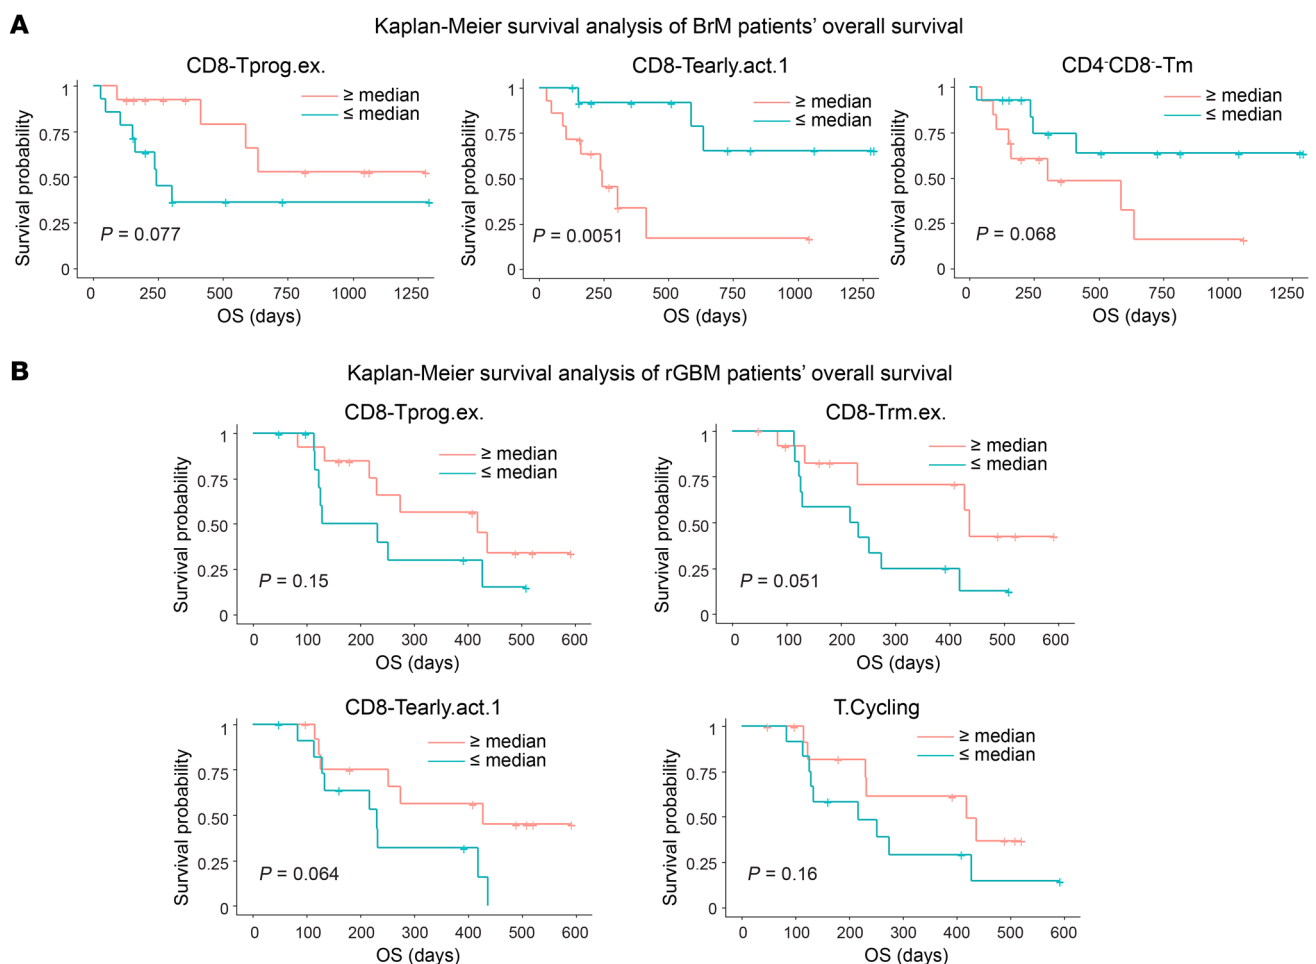 A
Kaplan-Meier survival analysis of BrM patients' overall survival
CD8-Tprog.ex.
Survival probability
1
0.75
0.50
0.25
0
≥ median
≤ median
P = 0.077
0 250 500 750 1000 1250
OS (days)
CD8-Tearly.act.1
Survival probability
1
0.75
0.50
0.25
0
≥ median
≤ median
P = 0.0051
0 250 500 750 1000 1250
OS (days)
CD4⁻CD8⁻-Tm
Survival probability
1
0.75
0.50
0.25
0
≥ median
≤ median
P = 0.068
0 250 500 750 1000 1250
OS (days)
B
Kaplan-Meier survival analysis of rGBM patients' overall survival
CD8-Tprog.ex.
Survival probability
1
0.75
0.50
0.25
0
≥ median
≤ median
P = 0.15
0 100 200 300 400 500 600
OS (days)
CD8-Trm.ex.
Survival probability
1
0.75
0.50
0.25
0
≥ median
≤ median
P = 0.051
0 100 200 300 400 500 600
OS (days)
CD8-Tearly.act.1
Survival probability
1
0.75
0.50
0.25
0
≥ median
≤ median
P = 0.064
0 100 200 300 400 500 600
OS (days)
T.Cycling
Survival probability
1
0.75
0.50
0.25
0
≥ median
≤ median
P = 0.16
0 100 200 300 400 500 600
OS (days)